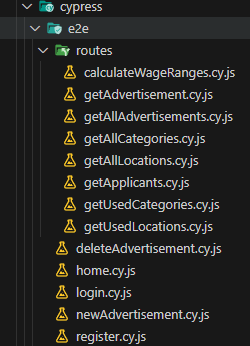 cypress
e2e
routes
calculateWageRanges.cy.js
getAdvertisement.cy.js
getAllAdvertisements.cy.js
getAllCategories.cy.js
getAllLocations.cy.js
getApplicants.cy.js
getUsedCategories.cy.js
getUsedLocations.cy.js
deleteAdvertisement.cy.js
home.cy.js
login.cy.js
newAdvertisement.cy.js
register.cy.js